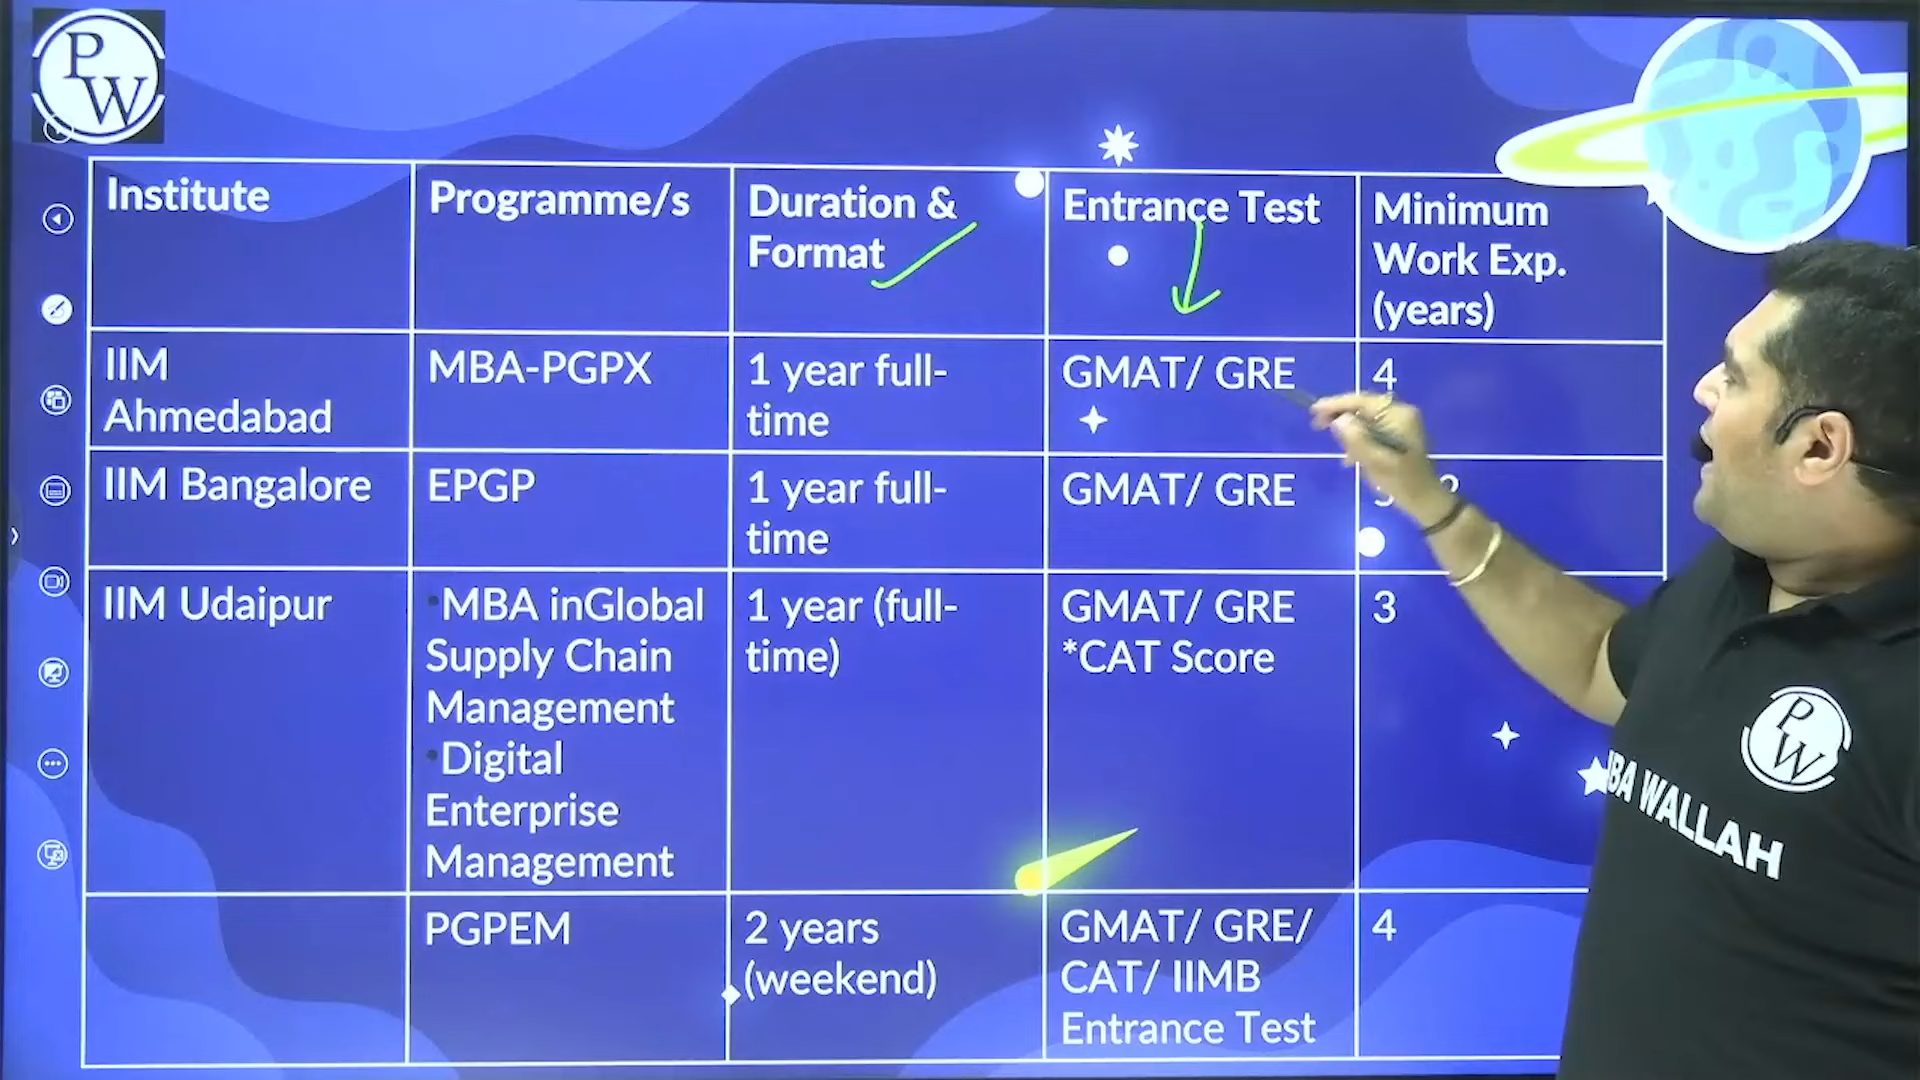 P
W
Institute
Programme/s
Duration &
Format
Entrance Test
Minimum
Work Exp.
(years)
IIM
Ahmedabad
MBA-PGPX
1 year full-
time
GMAT/ GRE
4
IIM Bangalore
EPGP
1 year full-
time
GMAT/ GRE
IIM Udaipur
•MBA inGlobal
Supply Chain
Management
•Digital
Enterprise
Management
1 year (full-
time)
GMAT/ GRE
*CAT Score
3
PGPEM
2 years
(weekend)
GMAT/ GRE/
CAT/ IIMB
Entrance Test
4
P
W
WALLAH